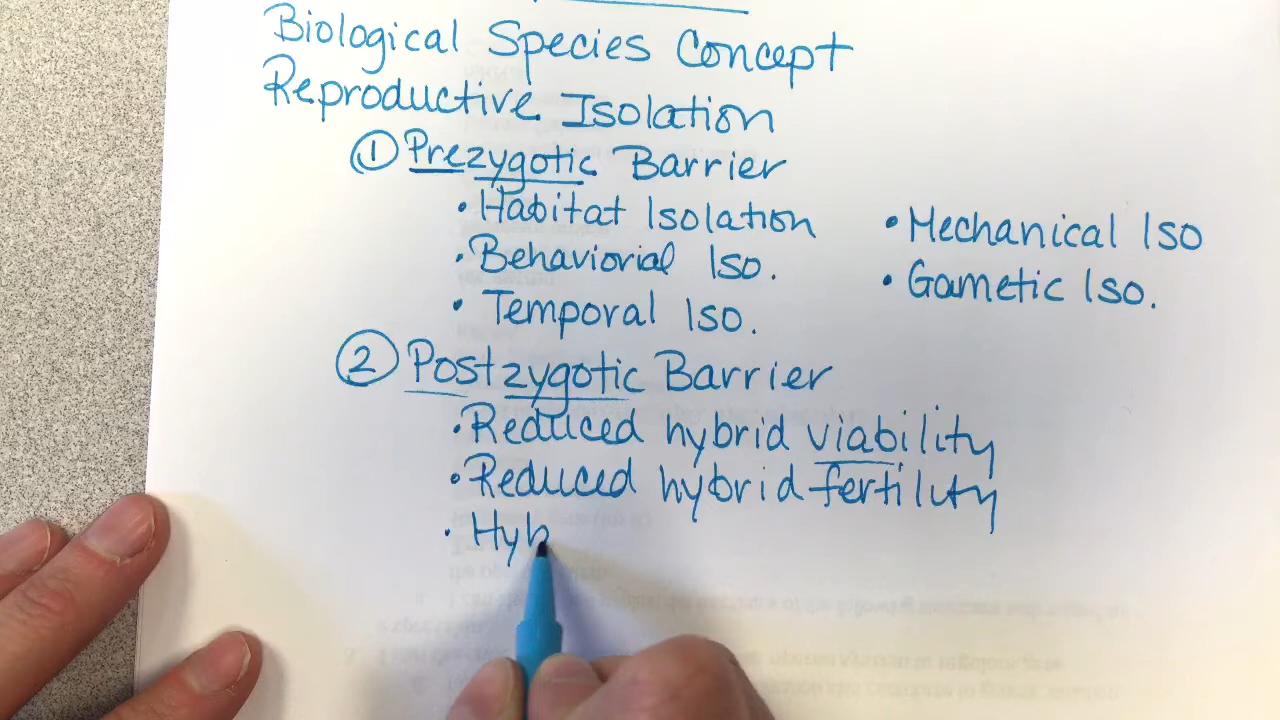 Biological Species Concept
Reproductive Isolation
① Prezygotic Barrier
• Habitat Isolation
• Behaviorial Iso.
• Temporal Iso.
• Mechanical Iso
• Gametic Iso.
② Postzygotic Barrier
• Reduced hybrid viability
• Reduced hybrid fertility
• Hyb